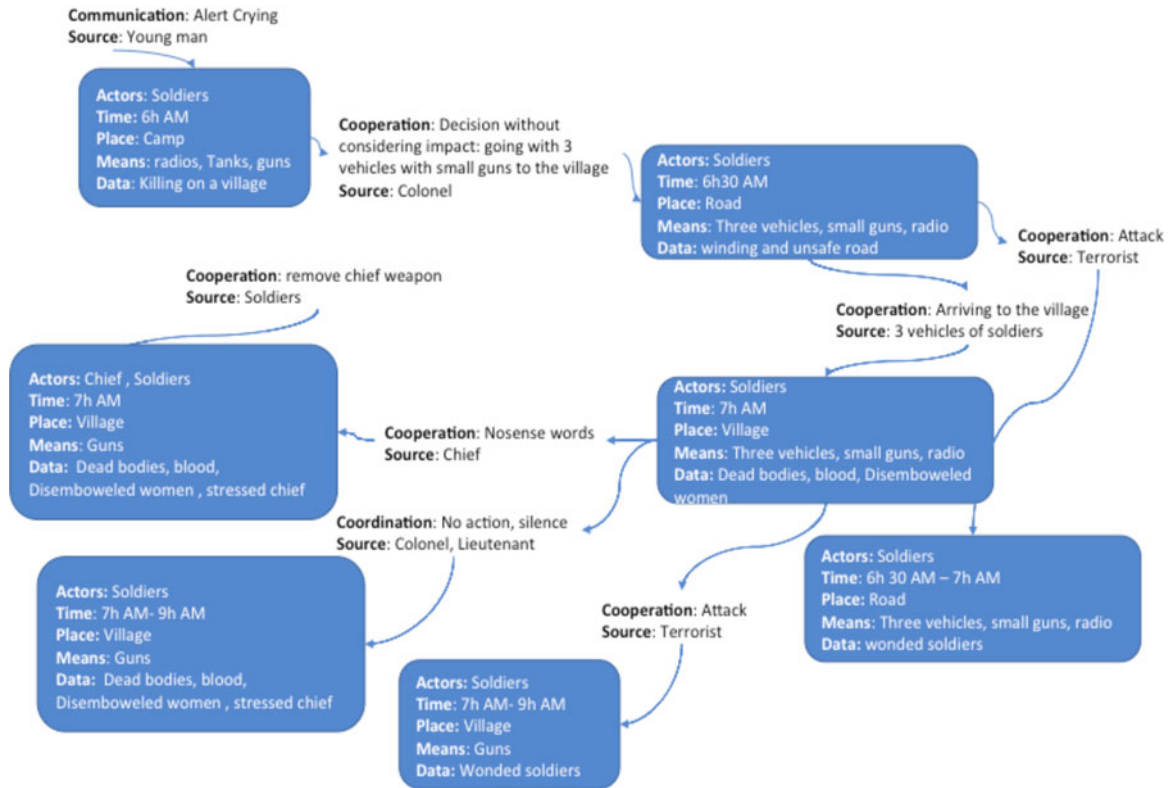 Communication: Alert Crying
Source: Young man
Actors: Soldiers
Time: 6h AM
Place: Camp
Means: radios, Tanks, guns
Data: Killing on a village
Cooperation: Decision without
considering impact: going with 3
vehicles with small guns to the village
Source: Colonel
Actors: Soldiers
Time: 6h30 AM
Place: Road
Means: Three vehicles, small guns, radio
Data: winding and unsafe road
Cooperation: Attack
Source: Terrorist
Cooperation: remove chief weapon
Source: Soldiers
Cooperation: Arriving to the village
Source: 3 vehicles of soldiers
Actors: Chief , Soldiers
Time: 7h AM
Place: Village
Means: Guns
Data: Dead bodies, blood,
Disemboweled women , stressed chief
Cooperation: Nosense words
Source: Chief
Actors: Soldiers
Time: 7h AM
Place: Village
Means: Three vehicles, small guns, radio
Data: Dead bodies, blood, Disemboweled
women
Coordination: No action, silence
Source: Colonel, Lieutenant
Actors: Soldiers
Time: 7h AM- 9h AM
Place: Village
Means: Guns
Data: Dead bodies, blood,
Disemboweled women , stressed chief
Cooperation: Attack
Source: Terrorist
Actors: Soldiers
Time: 6h 30 AM – 7h AM
Place: Road
Means: Three vehicles, small guns, radio
Data: wonded soldiers
Actors: Soldiers
Time: 7h AM- 9h AM
Place: Village
Means: Guns
Data: Wonded soldiers